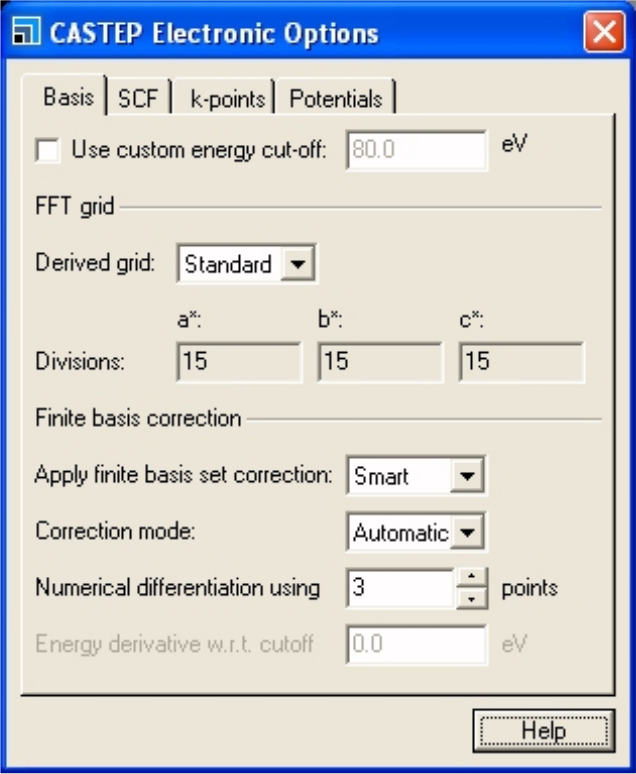 CASTEP Electronic Options
Basis SCF k-points Potentials
Use custom energy cut-off: 80.0 eV
FFT grid
Derived grid: Standard
a*: b*: c*:
Divisions: 15 15 15
Finite basis correction
Apply finite basis set correction: Smart
Correction mode: Automatic
Numerical differentiation using 3 points
Energy derivative w.r.t. cutoff 0.0 eV
Help